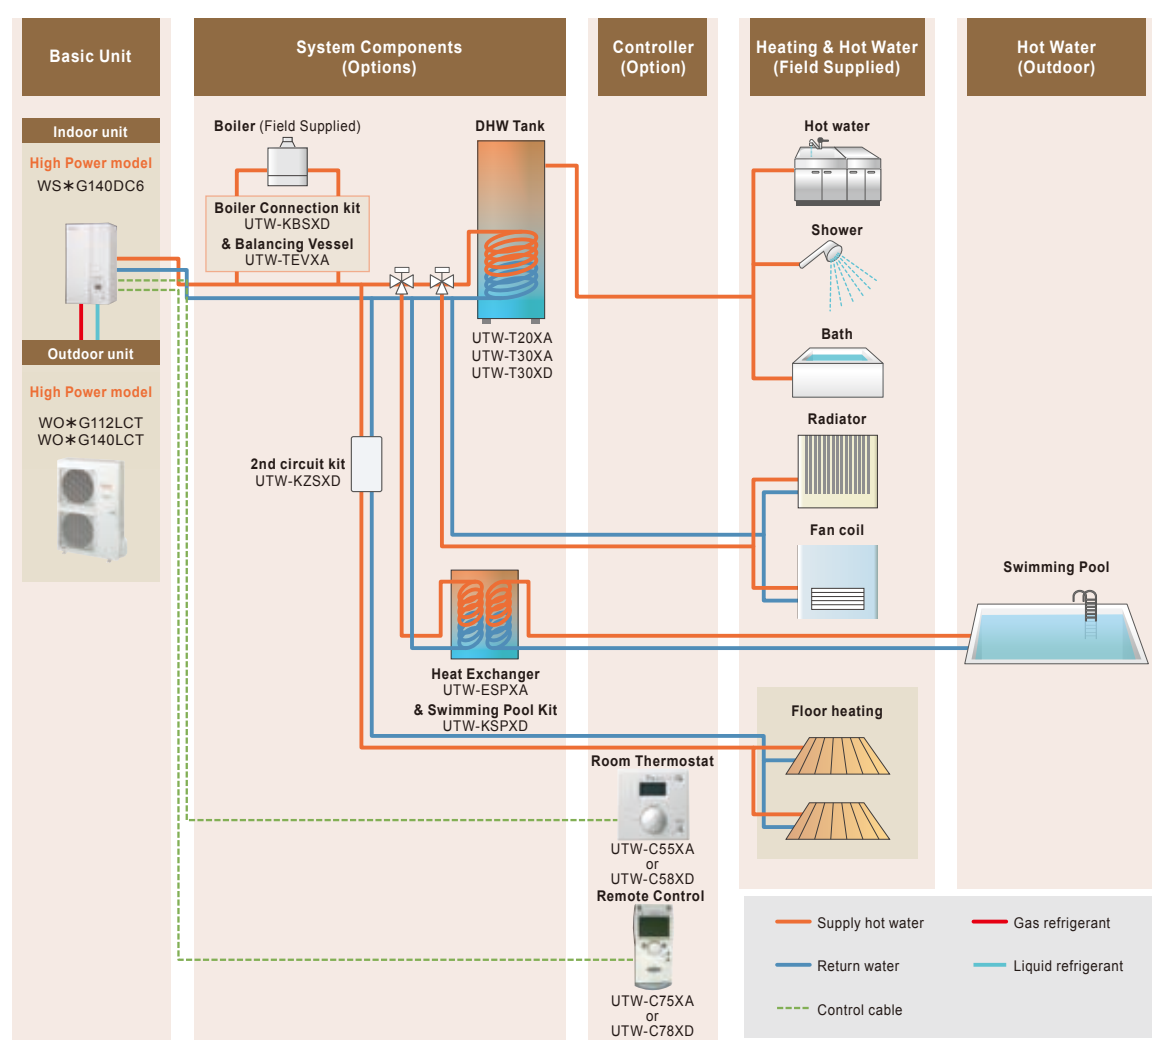 Basic Unit
System Components
(Options)
Controller
(Option)
Heating & Hot Water
(Field Supplied)
Hot Water
(Outdoor)
Indoor unit
High Power model
WS∗G140DC6
Outdoor unit
High Power model
WO∗G112LCT
WO∗G140LCT
Boiler (Field Supplied)
Boiler Connection kit
UTW-KBSXD
& Balancing Vessel
UTW-TEVXA
DHW Tank
UTW-T20XA
UTW-T30XA
UTW-T30XD
2nd circuit kit
UTW-KZSXD
Heat Exchanger
UTW-ESPXA
& Swimming Pool Kit
UTW-KSPXD
Room Thermostat
UTW-C55XA
or
UTW-C58XD
Remote Control
UTW-C75XA
or
UTW-C78XD
Hot water
Shower
Bath
Radiator
Fan coil
Floor heating
Swimming Pool
Supply hot water
Gas refrigerant
Return water
Liquid refrigerant
Control cable